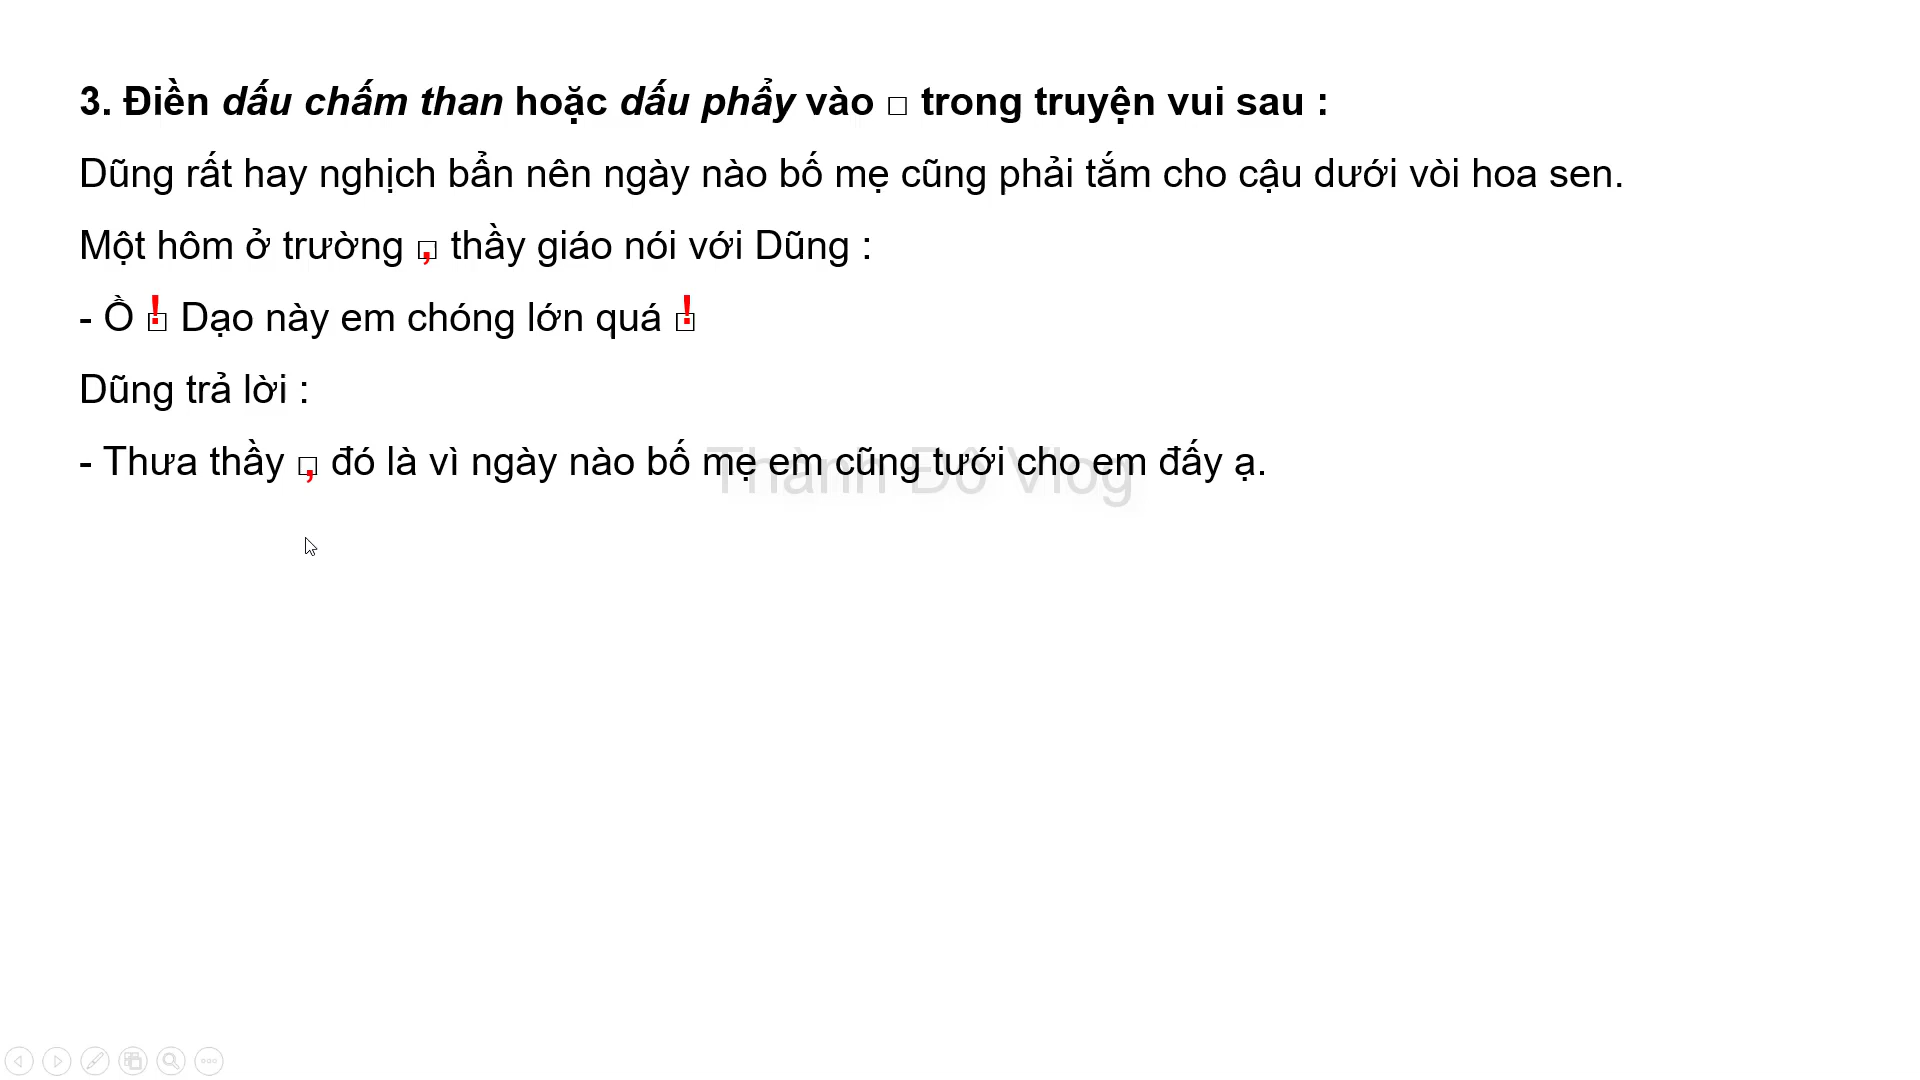 3. Điền dấu chấm than hoặc dấu phẩy vào □ trong truyện vui sau :
Dũng rất hay nghịch bẩn nên ngày nào bố mẹ cũng phải tắm cho cậu dưới vòi hoa sen.
Một hôm ở trường , thầy giáo nói với Dũng :
- Ồ ! Dạo này em chóng lớn quá !
Dũng trả lời :
- Thưa thầy , đó là vì ngày nào bố mẹ em cũng tưới cho em đấy ạ.
Thành Đô Vlog